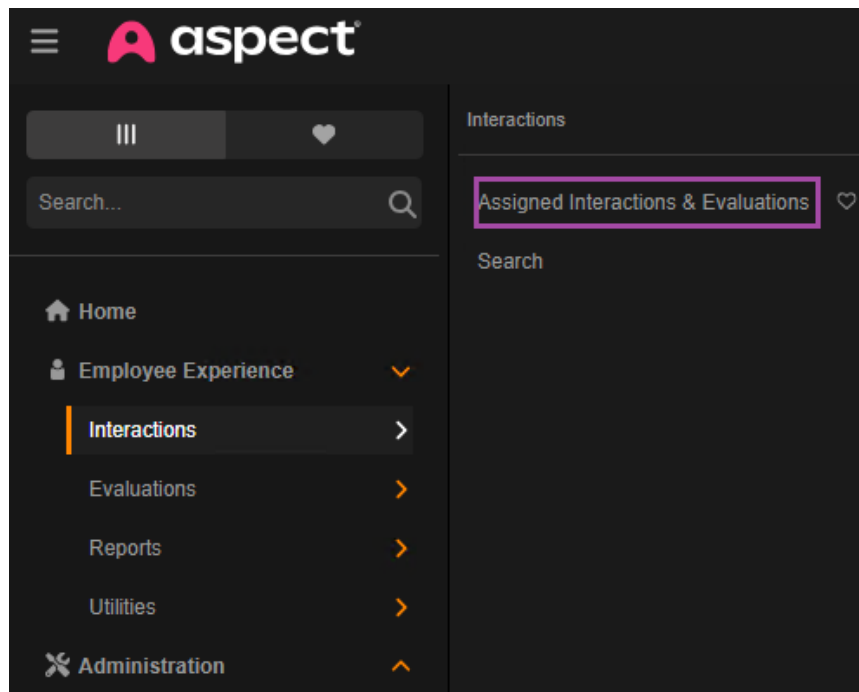 aspect
Search...
Home
Employee Experience
Interactions
Evaluations
Reports
Utilities
Administration
Interactions
Assigned Interactions & Evaluations
Search